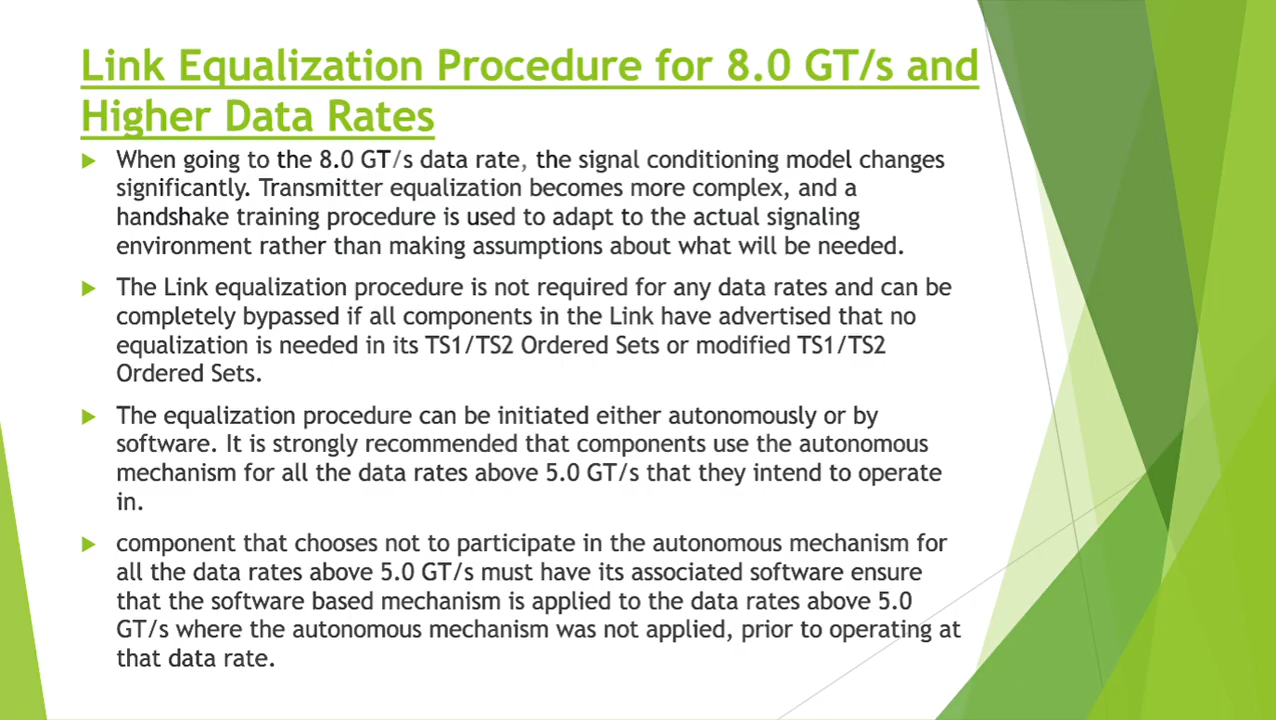 Link Equalization Procedure for 8.0 GT/s and
Higher Data Rates
When going to the 8.0 GT/s data rate, the signal conditioning model changes
significantly. Transmitter equalization becomes more complex, and a
handshake training procedure is used to adapt to the actual signaling
environment rather than making assumptions about what will be needed.
The Link equalization procedure is not required for any data rates and can be
completely bypassed if all components in the Link have advertised that no
equalization is needed in its TS1/TS2 Ordered Sets or modified TS1/TS2
Ordered Sets.
The equalization procedure can be initiated either autonomously or by
software. It is strongly recommended that components use the autonomous
mechanism for all the data rates above 5.0 GT/s that they intend to operate
in.
component that chooses not to participate in the autonomous mechanism for
all the data rates above 5.0 GT/s must have its associated software ensure
that the software based mechanism is applied to the data rates above 5.0
GT/s where the autonomous mechanism was not applied, prior to operating at
that data rate.